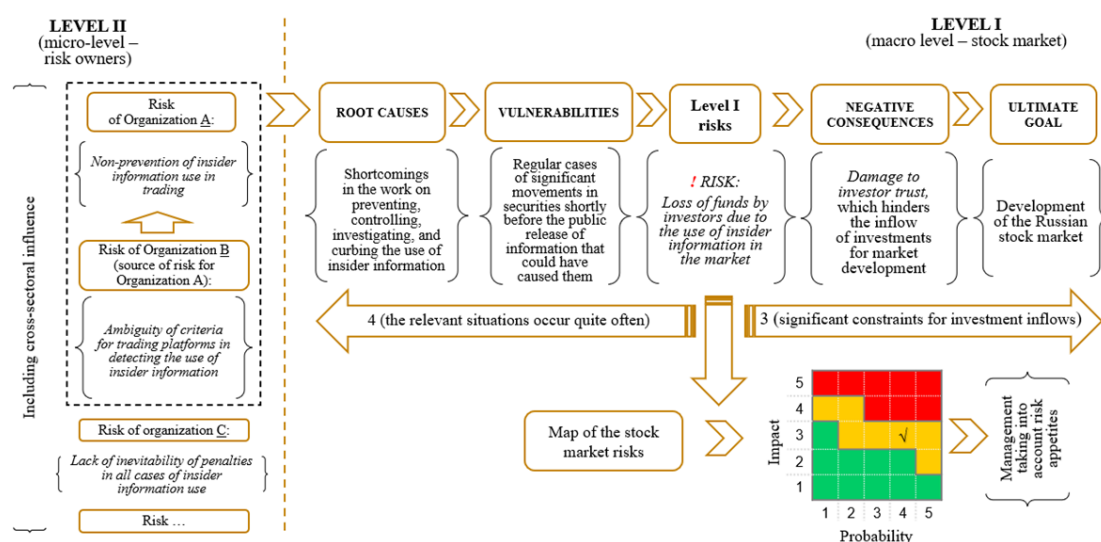 LEVEL II
(micro-level –
risk owners)
LEVEL I
(macro level – stock market)
Including cross-sectoral influence
Risk
of Organization A:
Non-prevention of insider
information use in
trading
Risk of Organization B
(source of risk for
Organization A):
Ambiguity of criteria
for trading platforms in
detecting the use of
insider information
Risk of organization C:
Lack of inevitability of penalties
in all cases of insider
information use
Risk …
ROOT CAUSES
Shortcomings
in the work on
preventing,
controlling,
investigating, and
curbing the use of
insider information
VULNERABILITIES
Regular cases
of significant
movements in
securities shortly
before the public
release of
information that
could have
caused them
Level I
risks
! RISK:
Loss of funds by
investors due to
the use of insider
information in
the market
NEGATIVE
CONSEQUENCES
Damage to
investor trust,
which hinders
the inflow
of investments
for market
development
ULTIMATE
GOAL
Development
of the Russian
stock market
4 (the relevant situations occur quite often)
3 (significant constraints for investment inflows)
Map of the stock
market risks
Impact
5
4
3
2
1
√
1 2 3 4 5
Probability
Management
taking into
account risk
appetites